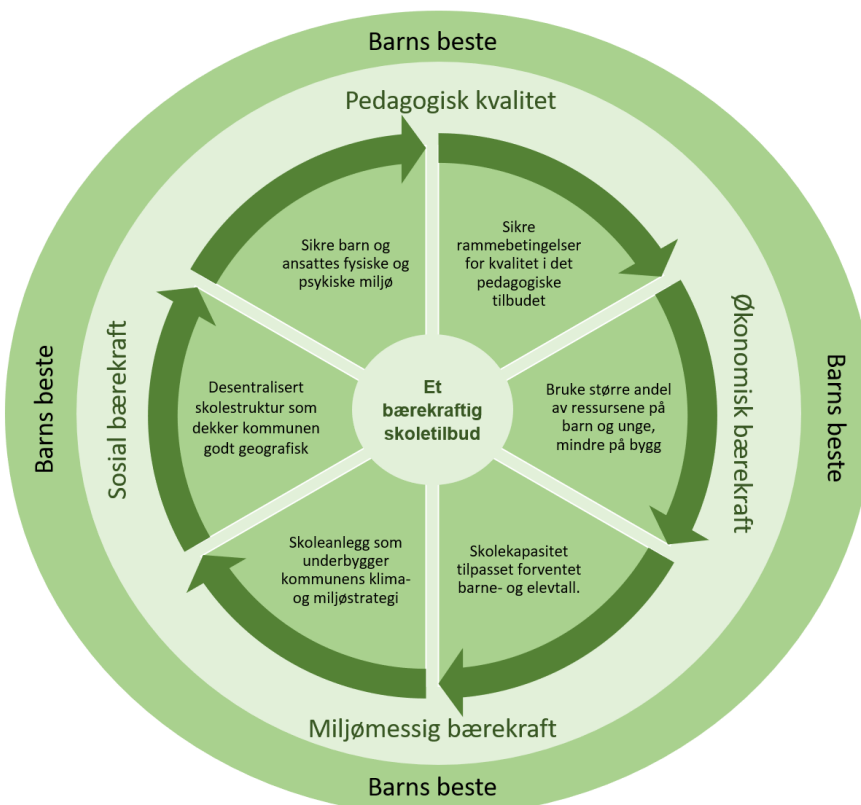 Barns beste
Pedagogisk kvalitet
Sikre barn og
ansattes fysiske og
psykiske miljø
Sikre
rammebetingelser
for kvalitet i det
pedagogiske
tilbudet
Økonomisk bærekraft
Barns beste
Bruke større andel
av ressursene på
barn og unge,
mindre på bygg
Et
bærekraftig
skoletilbud
Desentralisert
skolestruktur som
dekker kommunen
godt geografisk
Sosial bærekraft
Barns beste
Skoleanlegg som
underbygger
kommunens klima-
og miljøstrategi
Skolekapasitet
tilpasset forventet
barne- og elevtall.
Miljømessig bærekraft
Barns beste